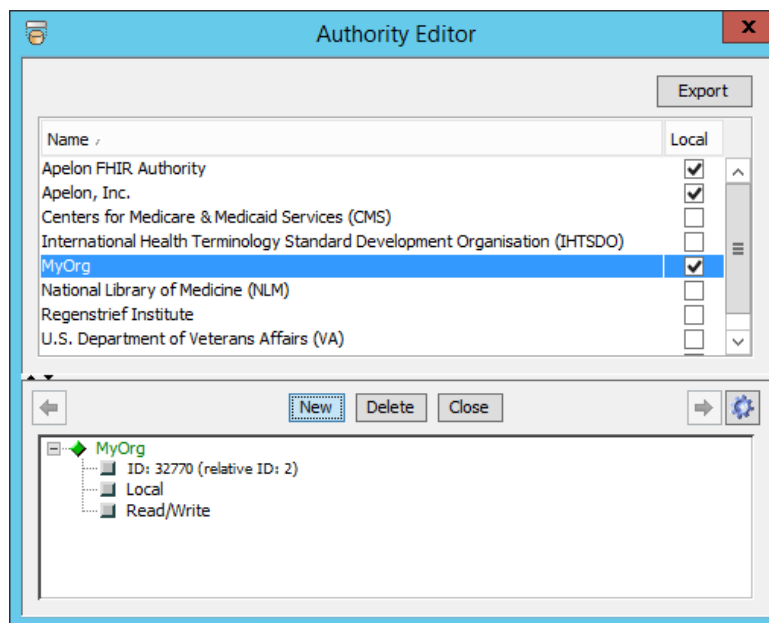 Authority Editor
x
Export
Name
Local
Apelon FHIR Authority
Apelon, Inc.
Centers for Medicare & Medicaid Services (CMS)
International Health Terminology Standard Development Organisation (IHTSDO)
MyOrg
National Library of Medicine (NLM)
Regenstrief Institute
U.S. Department of Veterans Affairs (VA)
New Delete Close
MyOrg
ID: 32770 (relative ID: 2)
Local
Read/Write